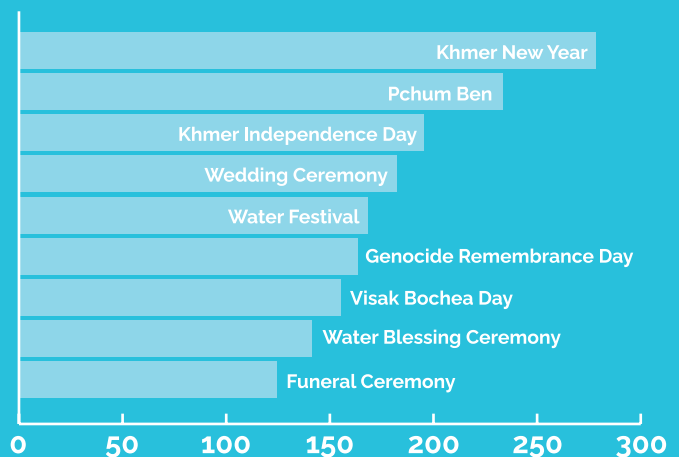 Khmer New Year
Pchum Ben
Khmer Independence Day
Wedding Ceremony
Water Festival
Genocide Remembrance Day
Visak Bochea Day
Water Blessing Ceremony
Funeral Ceremony
0 50 100 150 200 250 300